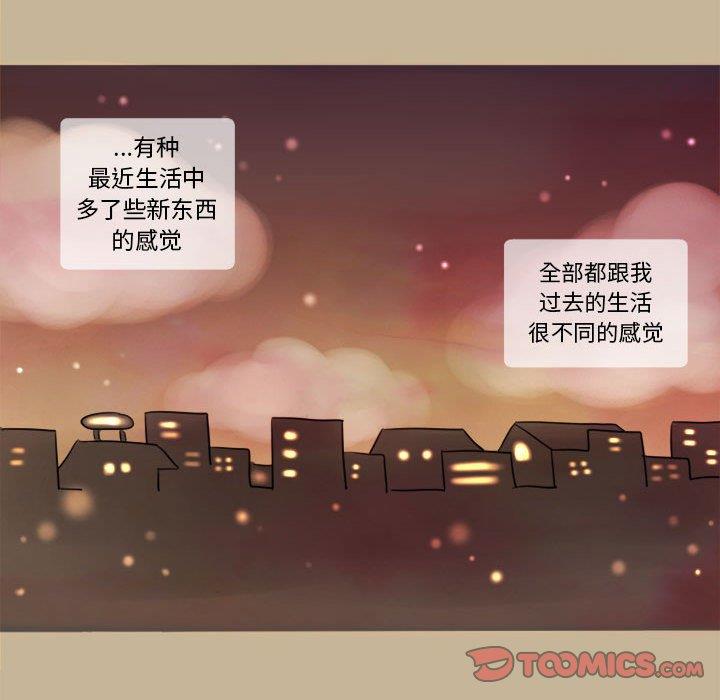 ...有种
最近生活中
多了些新东西
的感觉
全部都跟我
过去的生活
很不同的感觉
TOOMICS.COM